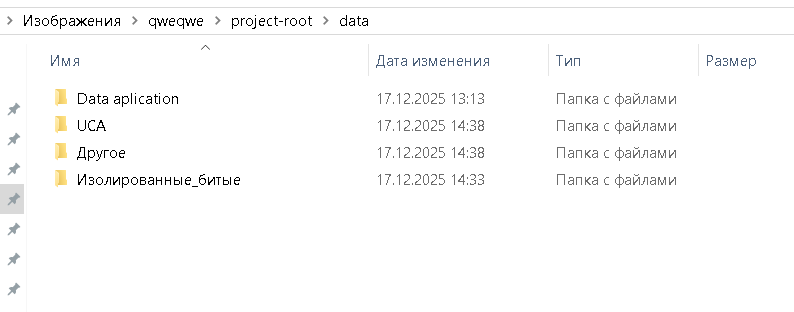 Изображения > qweqwe > project-root > data
Имя Дата изменения Тип Размер
Data aplication 17.12.2025 13:13 Папка с файлами
UCA 17.12.2025 14:38 Папка с файлами
Другое 17.12.2025 14:38 Папка с файлами
Изолированные_битые 17.12.2025 14:33 Папка с файлами